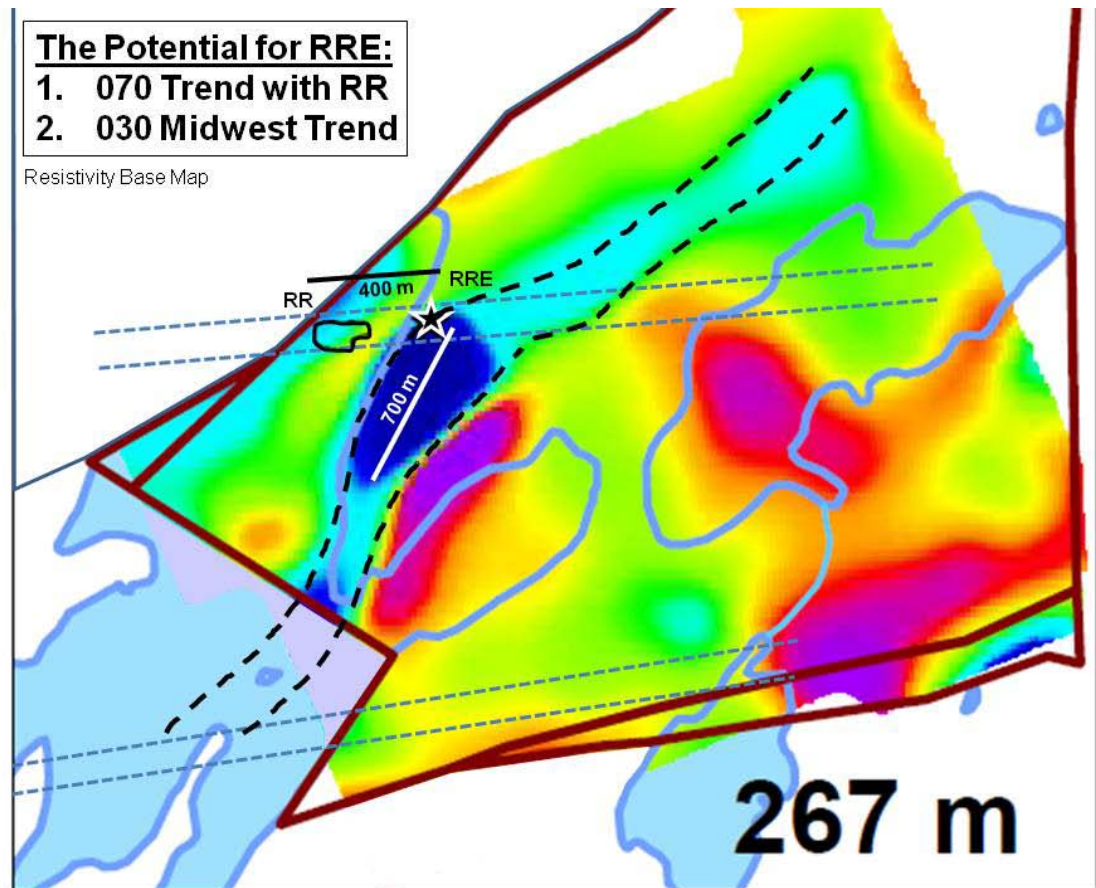 The Potential for RRE:
1. 070 Trend with RR
2. 030 Midwest Trend
Resistivity Base Map
400 m
RRE
RR
700 m
267 m